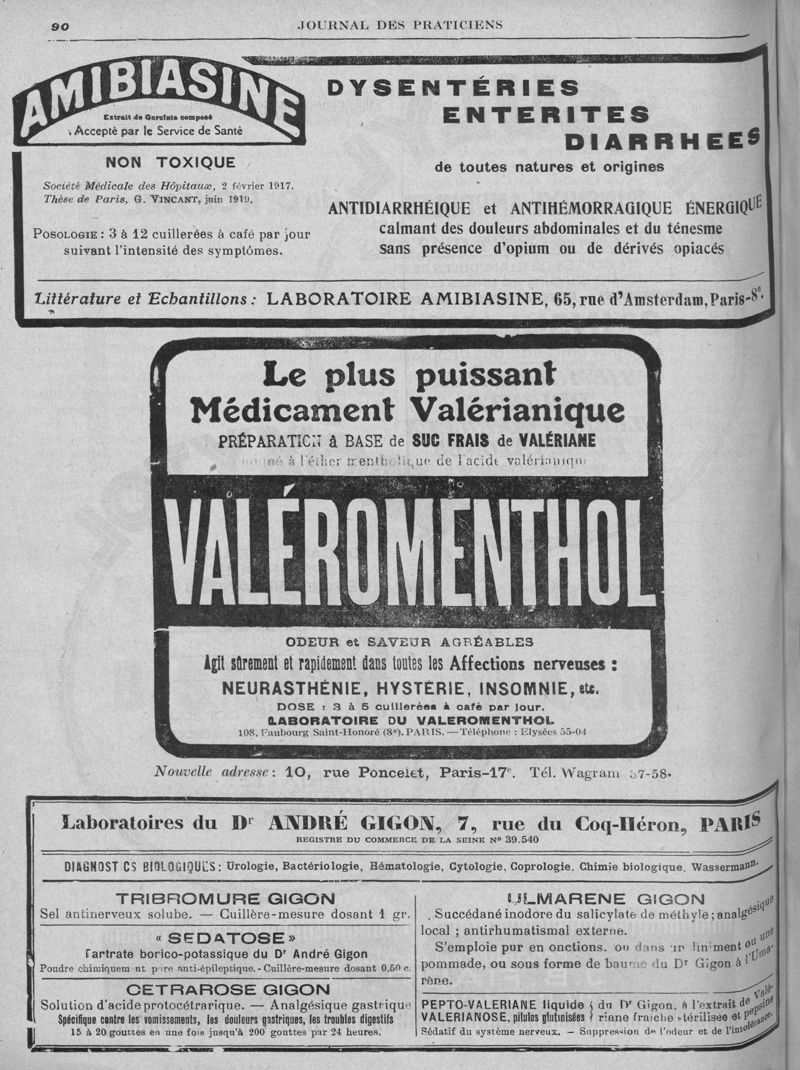 90
JOURNAL DES PRATICIENS
AMIBIASINE
Extrait de Garcinia composé
Accepté par le Service de Santé
NON TOXIQUE
Société Médicale des Hôpitaux, 2 février 1917.
Thèse de Paris, G. VINCANT, juin 1919.
POSOLOGIE : 3 à 12 cuillerées à café par jour
suivant l'intensité des symptômes.
DYSENTÉRIES
ENTERITES
DIARRHEES
de toutes natures et origines
ANTIDIARRHÉIQUE et ANTIHÉMORRAGIQUE ÉNERGIQUE
calmant des douleurs abdominales et du ténesme
sans présence d'opium ou de dérivés opiacés
Littérature et Echantillons : LABORATOIRE AMIBIASINE, 65, rue d'Amsterdam, Paris-8e.
Le plus puissant
Médicament Valérianique
PRÉPARATION à BASE de SUC FRAIS de VALÉRIANE
à l'éther mentholique de l'acide valérianique
VALÉROMENTHOL
ODEUR et SAVEUR AGRÉABLES
Agit sûrement et rapidement dans toutes les Affections nerveuses :
NEURASTHÉNIE, HYSTÉRIE, INSOMNIE, etc.
DOSE : 3 à 5 cuillerées à café par jour.
LABORATOIRE DU VALEROMENTHOL
108, Faubourg Saint-Honoré (8e). PARIS. — Téléphone : Elysées 55-04
Nouvelle adresse : 10, rue Poncelet, Paris-17e. Tél. Wagram 57-58.
Laboratoires du Dr ANDRÉ GIGON, 7, rue du Coq-Héron, PARIS
REGISTRE DU COMMERCE DE LA SEINE No 39.540
DIAGNOSTICS BIOLOGIQUES : Urologie, Bactériologie, Hématologie, Cytologie, Coprologie, Chimie biologique, Wassermann.
TRIBROMURE GIGON
Sel antinerveux soluble. — Cuillère-mesure dosant 1 gr.
« SEDATOSE »
Tartrate borico-potassique du Dr André Gigon
Poudre chimiquement pure anti-épileptique. - Cuillère-mesure dosant 0,50 c.
CETRAROSE GIGON
Solution d'acide protocétrarique. — Analgésique gastrique
Spécifique contre les vomissements, les douleurs gastriques, les troubles digestifs
15 à 20 gouttes en une fois jusqu'à 200 gouttes par 24 heures.
ULMARENE GIGON
Succédané inodore du salicylate de méthyle ; analgésique
local ; antirhumatismal externe.
S'emploie pur en onctions, ou dans un liniment ou une
pommade, ou sous forme de baume du Dr Gigon à l'Ulma-
rène.
PEPTO-VALERIANE liquide } du Dr Gigon, à l'extrait de Valé-
VALERIANOSE, pilules glutinisées } riane fraîche stérilisée et pepsine
Sédatif du système nerveux. — Suppression de l'odeur et de l'intolérance.